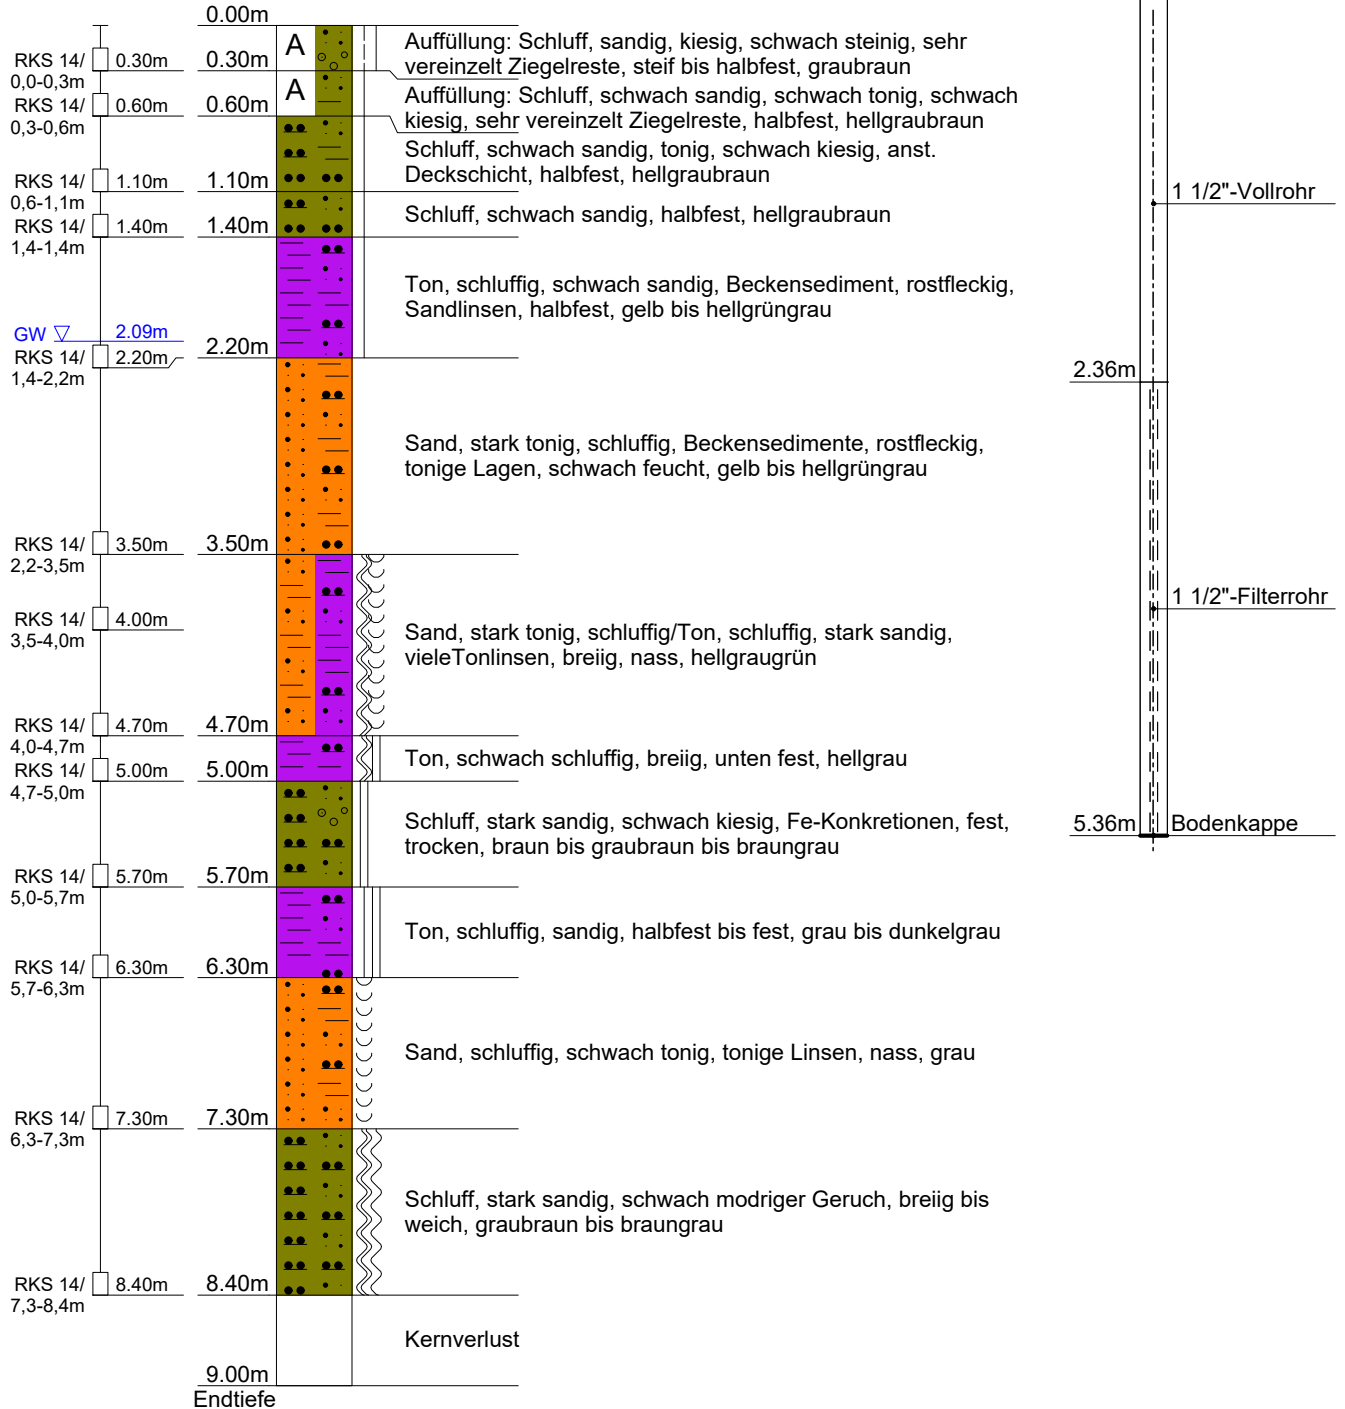 0.00m
RKS 14/
0,0-0,3m
0.30m
0.30m
A
Auffüllung: Schluff, sandig, kiesig, schwach steinig, sehr
vereinzelt Ziegelreste, steif bis halbfest, graubraun
RKS 14/
0,3-0,6m
0.60m
0.60m
A
Auffüllung: Schluff, schwach sandig, schwach tonig, schwach
kiesig, sehr vereinzelt Ziegelreste, halbfest, hellgraubraun
RKS 14/
0,6-1,1m
1.10m
1.10m
Schluff, schwach sandig, tonig, schwach kiesig, anst.
Deckschicht, halbfest, hellgraubraun
RKS 14/
1,4-1,4m
1.40m
1.40m
Schluff, schwach sandig, halbfest, hellgraubraun
Ton, schluffig, schwach sandig, Beckensediment, rostfleckig,
Sandlinsen, halbfest, gelb bis hellgrüngrau
GW 2.09m
RKS 14/
1,4-2,2m
2.20m
2.20m
Sand, stark tonig, schluffig, Beckensedimente, rostfleckig,
tonige Lagen, schwach feucht, gelb bis hellgrüngrau
RKS 14/
2,2-3,5m
3.50m
3.50m
RKS 14/
3,5-4,0m
4.00m
Sand, stark tonig, schluffig/Ton, schluffig, stark sandig,
vieleTonlinsen, breiig, nass, hellgraugrün
RKS 14/
4,0-4,7m
4.70m
4.70m
Ton, schwach schluffig, breiig, unten fest, hellgrau
RKS 14/
4,7-5,0m
5.00m
5.00m
Schluff, stark sandig, schwach kiesig, Fe-Konkretionen, fest,
trocken, braun bis graubraun bis braungrau
RKS 14/
5,0-5,7m
5.70m
5.70m
Ton, schluffig, sandig, halbfest bis fest, grau bis dunkelgrau
RKS 14/
5,7-6,3m
6.30m
6.30m
Sand, schluffig, schwach tonig, tonige Linsen, nass, grau
RKS 14/
6,3-7,3m
7.30m
7.30m
Schluff, stark sandig, schwach modriger Geruch, breiig bis
weich, graubraun bis braungrau
RKS 14/
7,3-8,4m
8.40m
8.40m
Kernverlust
9.00m
Endtiefe
1 1/2"-Vollrohr
2.36m
1 1/2"-Filterrohr
5.36m
Bodenkappe